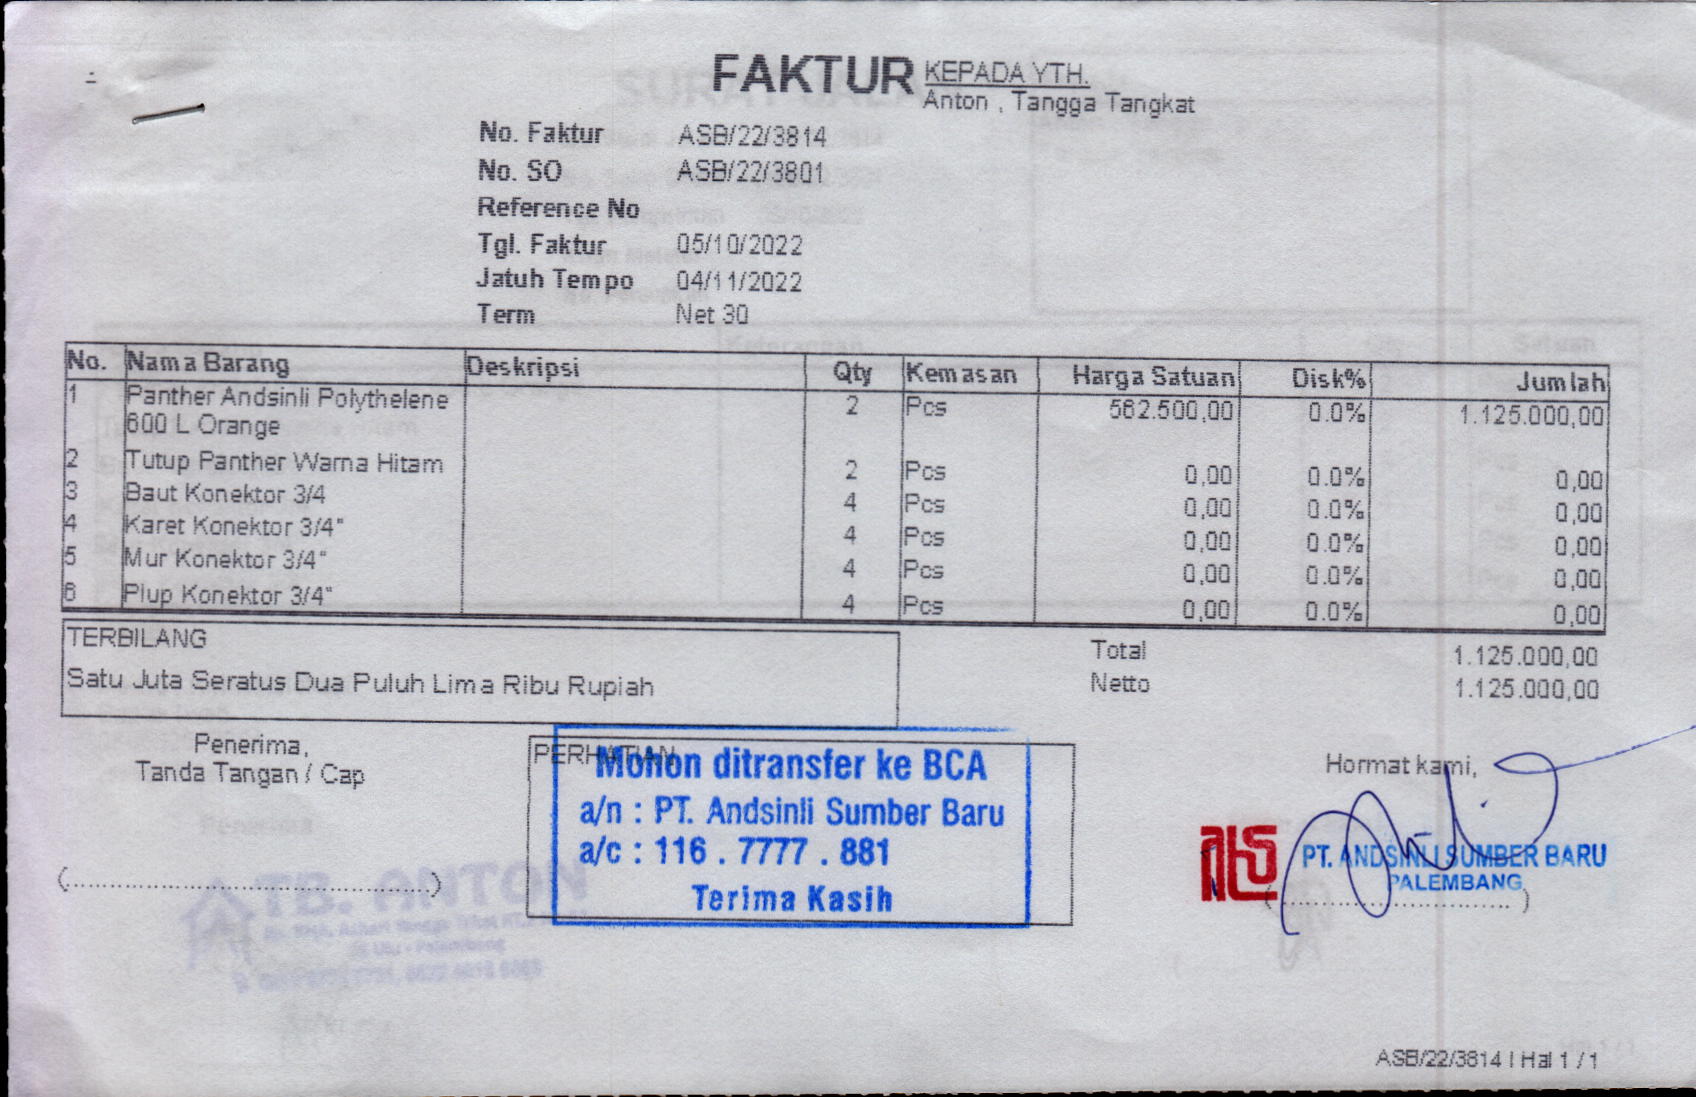 FAKTUR
KEPADA YTH.
Anton , Tangga Tangkat
No. Faktur ASB/22/3814
No. SO ASB/22/3801
Reference No
Tgl. Faktur 05/10/2022
Jatuh Tempo 04/11/2022
Term Net 30
No. Nama Barang Deskripsi Qty Kemasan Harga Satuan Disk% Jumlah
1 Panther Andsinli Polythelene 2 Pcs 562.500,00 0.0% 1.125.000,00
600 L Orange
2 Tutup Panther Warna Hitam 2 Pcs 0,00 0.0% 0,00
3 Baut Konektor 3/4 4 Pcs 0,00 0.0% 0,00
4 Karet Konektor 3/4" 4 Pcs 0,00 0.0% 0,00
5 Mur Konektor 3/4" 4 Pcs 0,00 0.0% 0,00
6 Plup Konektor 3/4" 4 Pcs 0,00 0.0% 0,00
TERBILANG
Satu Juta Seratus Dua Puluh Lima Ribu Rupiah
Total 1.125.000,00
Netto 1.125.000,00
Penerima,
Tanda Tangan / Cap
PERHATIAN
Mohon ditransfer ke BCA
a/n : PT. Andsinli Sumber Baru
a/c : 116 . 7777 . 881
Terima Kasih
Hormat kami,
PT. ANDSINLI SUMBER BARU
PALEMBANG
TB. ANTON
Palembang
ASB/22/3814 | Hal 1 / 1